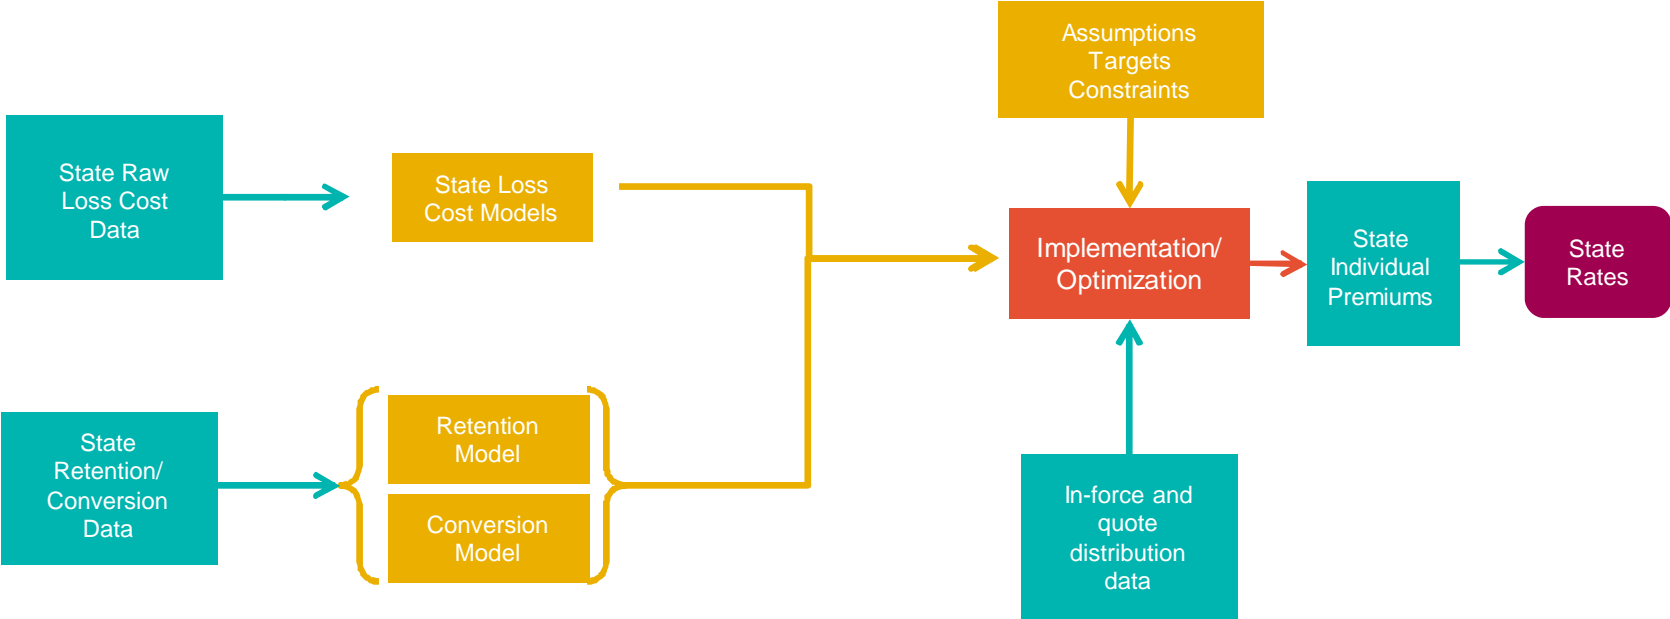 Assumptions
Targets
Constraints
State Raw
Loss Cost
Data
State Loss
Cost Models
Implementation/
Optimization
State
Individual
Premiums
State
Rates
State
Retention/
Conversion
Data
Retention
Model
Conversion
Model
In-force and
quote
distribution
data